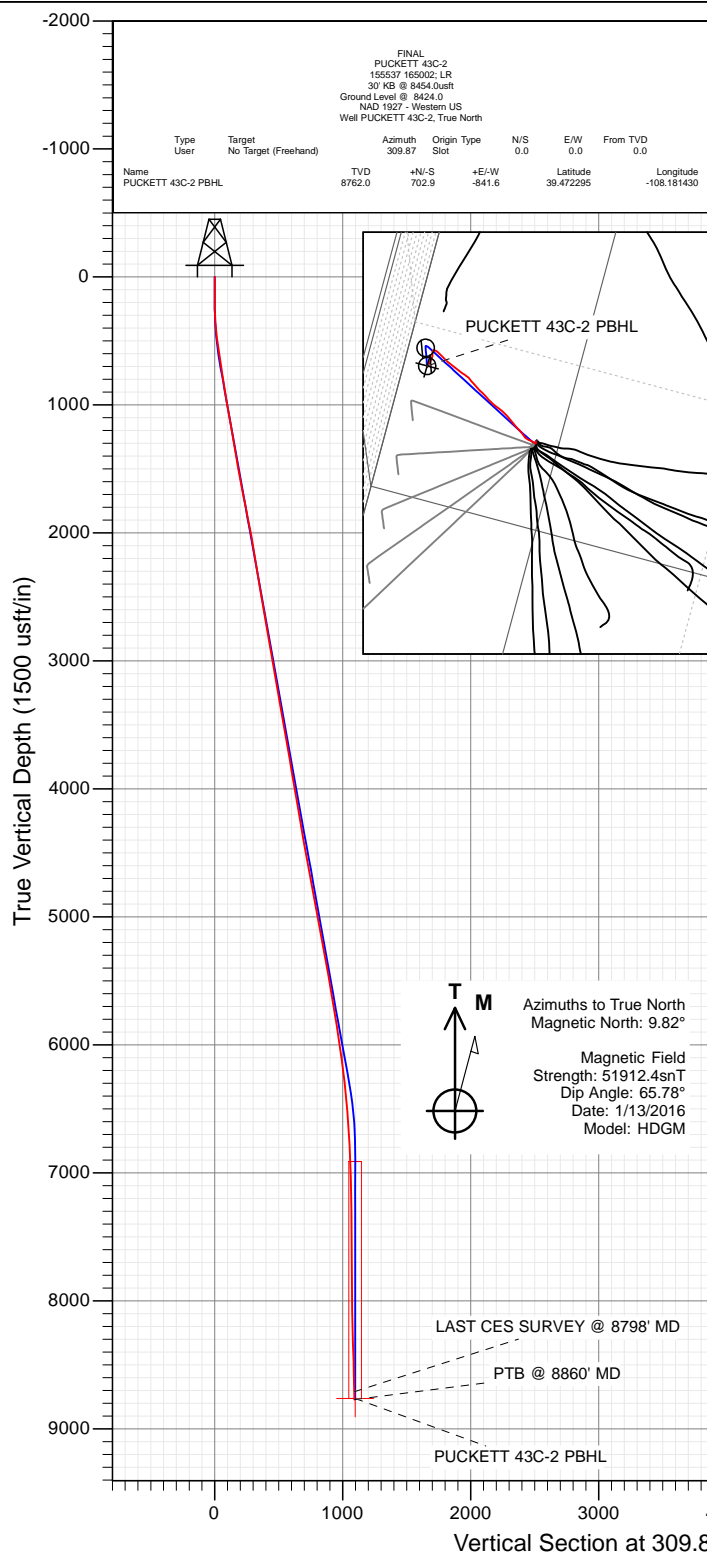 FINAL
PUCKETT 43C-2
155537 165002; LR
30' KB @ 8454.0usft
Ground Level @ 8424.0
NAD 1927 - Western US
Well PUCKETT 43C-2, True North
Type Target Azimuth Origin Type N/S E/W From TVD
User No Target (Freehand) 309.87 Slot 0.0 0.0 0.0
Name TVD +N/-S +E/-W Latitude Longitude
PUCKETT 43C-2 PBHL 8762.0 702.9 -841.6 39.472295 -108.181430
-2000
-1000
0
1000
2000
3000
4000
5000
6000
7000
8000
9000
True Vertical Depth (1500 usft/in)
PUCKETT 43C-2 PBHL
T M
Azimuths to True North
Magnetic North: 9.82°
Magnetic Field
Strength: 51912.4snT
Dip Angle: 65.78°
Date: 1/13/2016
Model: HDGM
LAST CES SURVEY @ 8798' MD
PTB @ 8860' MD
PUCKETT 43C-2 PBHL
0 1000 2000 3000
Vertical Section at 309.8